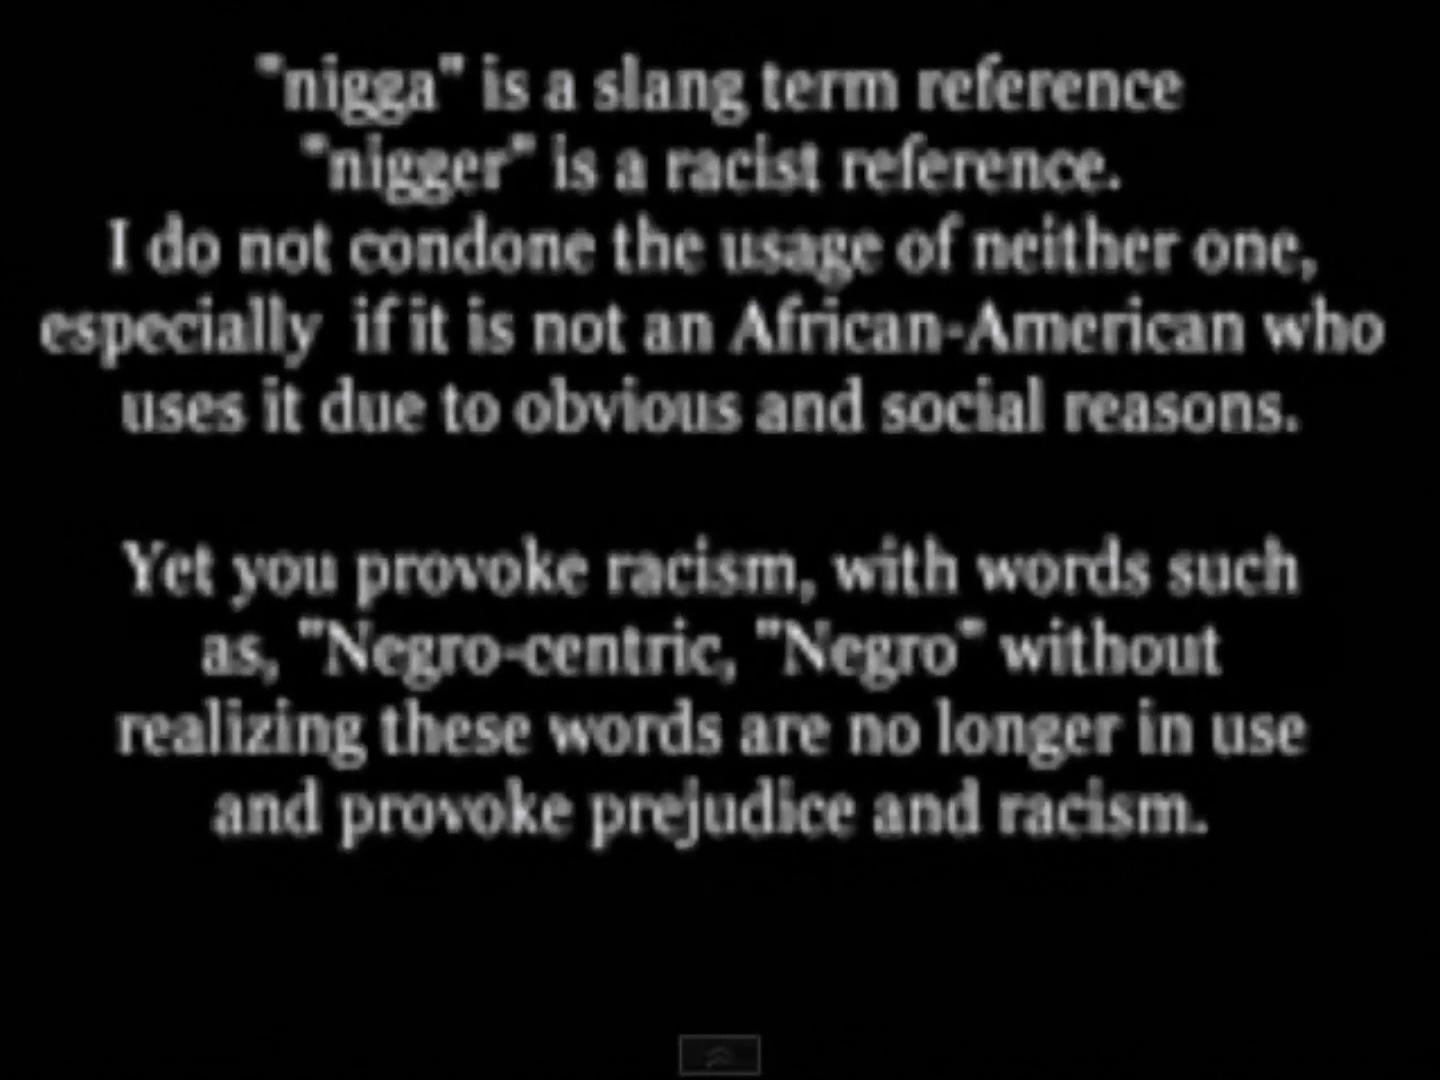 "nigga" is a slang term reference
"nigger" is a racist reference.
I do not condone the usage of neither one,
especially if it is not an African-American who
uses it due to obvious and social reasons.
Yet you provoke racism, with words such
as, "Negro-centric, "Negro" without
realizing these words are no longer in use
and provoke prejudice and racism.